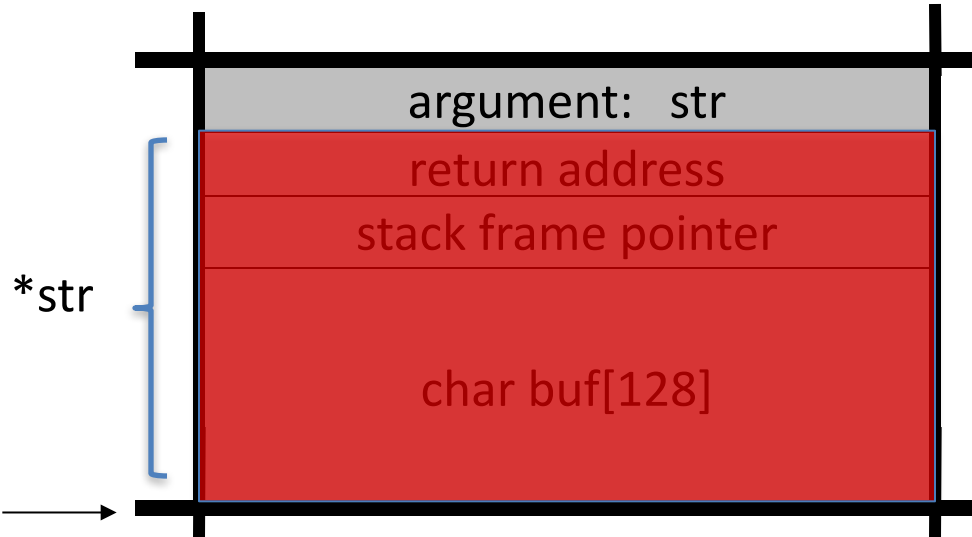 argument: str
return address
stack frame pointer
*str
char buf[128]